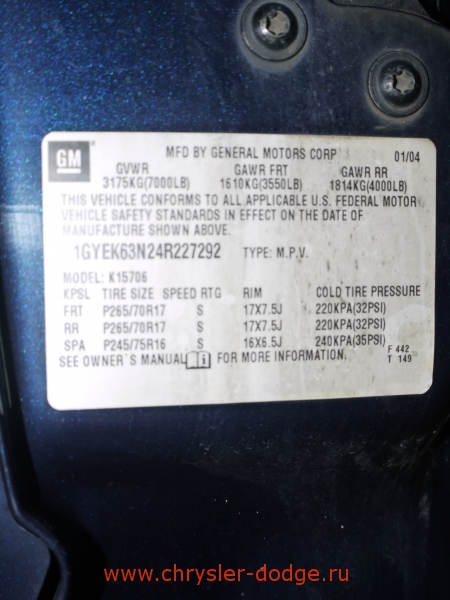 GM
MFD BY GENERAL MOTORS CORP 01/04
GVWR GAWR FRT GAWR RR
3175KG(7000LB) 1610KG(3550LB) 1814KG(4000LB)
THIS VEHICLE CONFORMS TO ALL APPLICABLE U.S. FEDERAL MOTOR
VEHICLE SAFETY STANDARDS IN EFFECT ON THE DATE OF
MANUFACTURE SHOWN ABOVE.
1GYEK63N24R227292 TYPE: M.P.V.
MODEL: K15706
KPSL TIRE SIZE SPEED RTG RIM COLD TIRE PRESSURE
FRT P265/70R17 S 17X7.5J 220KPA(32PSI)
RR P265/70R17 S 17X7.5J 220KPA(32PSI)
SPA P245/75R16 S 16X6.5J 240KPA(35PSI)
SEE OWNER'S MANUAL FOR MORE INFORMATION. F 442
T 149
www.chrysler-dodge.ru